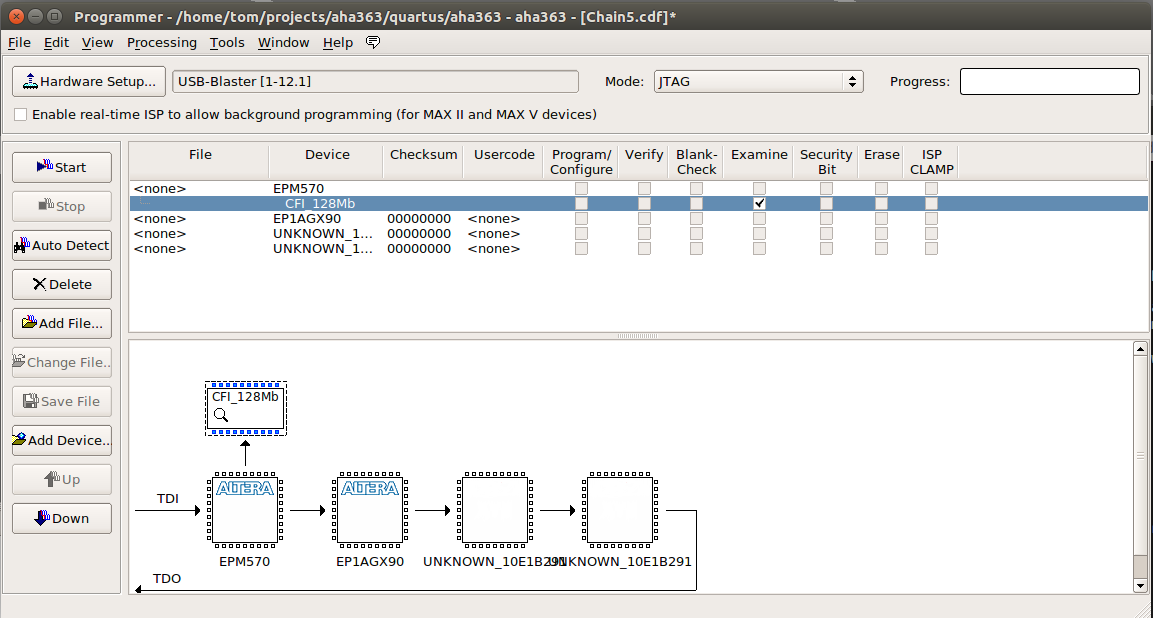 Programmer - /home/tom/projects/aha363/quartus/aha363 - aha363 - [Chain5.cdf]*
File Edit View Processing Tools Window Help
Hardware Setup... USB-Blaster [1-12.1] Mode: JTAG Progress:
Enable real-time ISP to allow background programming (for MAX II and MAX V devices)
Start
Stop
Auto Detect
Delete
Add File...
Change File..
Save File
Add Device..
Up
Down
File Device Checksum Usercode Program/ Verify Blank- Examine Security Erase ISP
Configure Check Bit CLAMP
<none> EPM570
CFI_128Mb
<none> EP1AGX90 00000000 <none>
<none> UNKNOWN_1... 00000000 <none>
<none> UNKNOWN_1... 00000000 <none>
CFI_128Mb
ALTERA ALTERA
TDI
EPM570 EP1AGX90 UNKNOWN_10E1B291 UNKNOWN_10E1B291
TDO